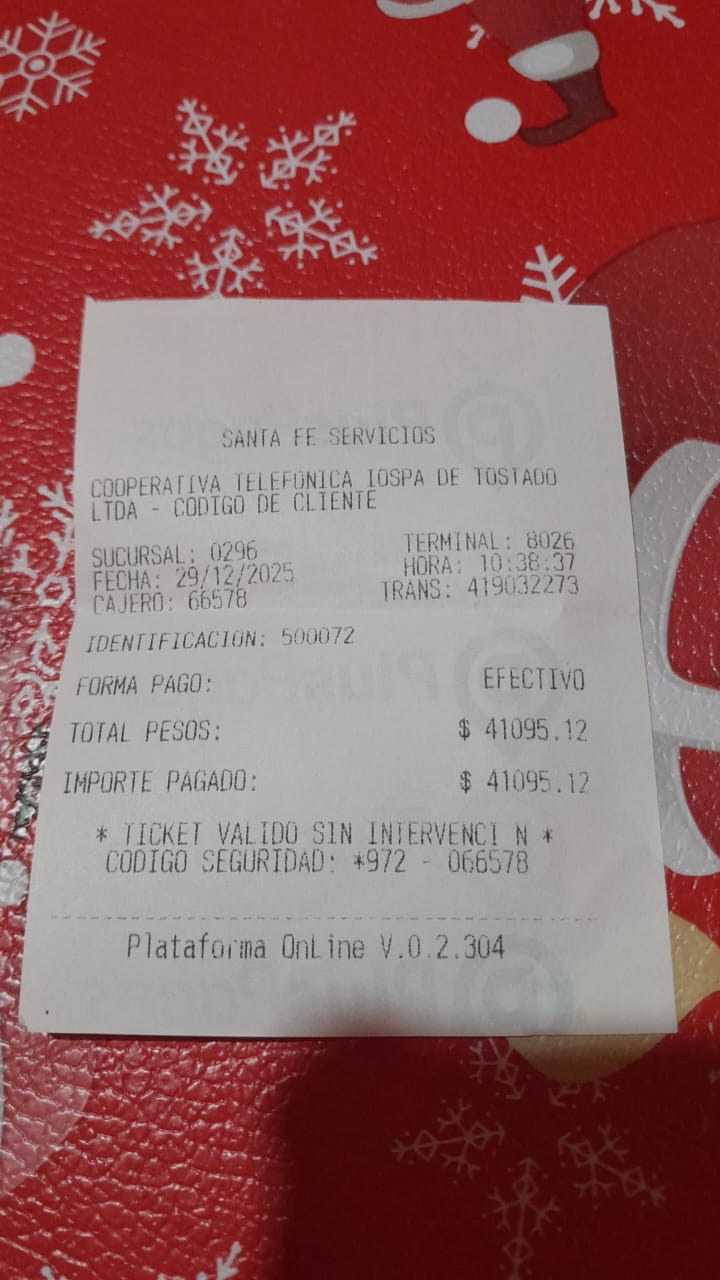 SANTA FE SERVICIOS
COOPERATIVA TELEFONICA IOSPA DE TOSTADO
LTDA - CODIGO DE CLIENTE
SUCURSAL: 0296 TERMINAL: 8026
FECHA: 29/12/2025 HORA: 10:38:37
CAJERO: 66578 TRANS: 419032273
IDENTIFICACION: 500072
FORMA PAGO: EFECTIVO
TOTAL PESOS: $ 41095.12
IMPORTE PAGADO: $ 41095.12
* TICKET VALIDO SIN INTERVENCI N *
CODIGO SEGURIDAD: *972 - 066578
Plataforma OnLine V.0.2.304